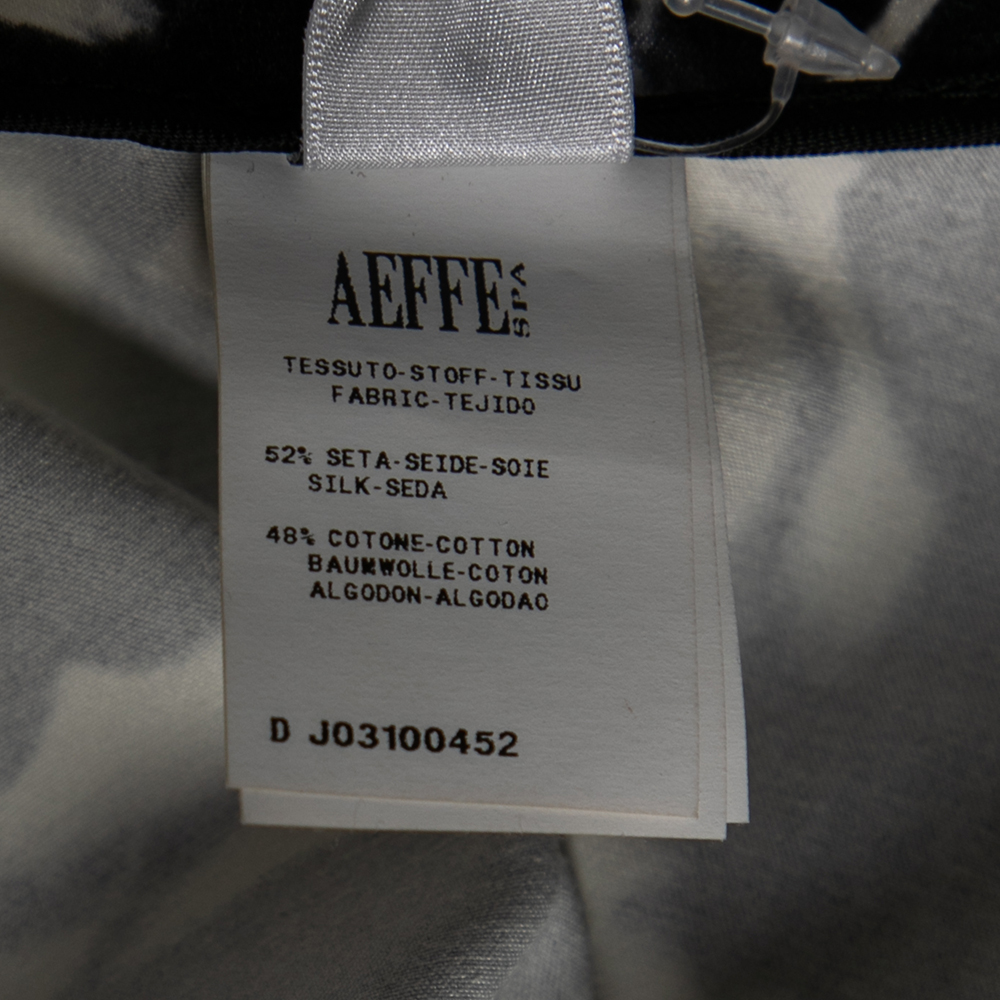 AEFFE SPA
TESSUTO-STOFF-TISSU
FABRIC-TEJIDO
52% SETA-SEIDE-SOIE
SILK-SEDA
48% COTONE-COTTON
BAUMWOLLE-COTON
ALGODON-ALGODAO
D J03100452